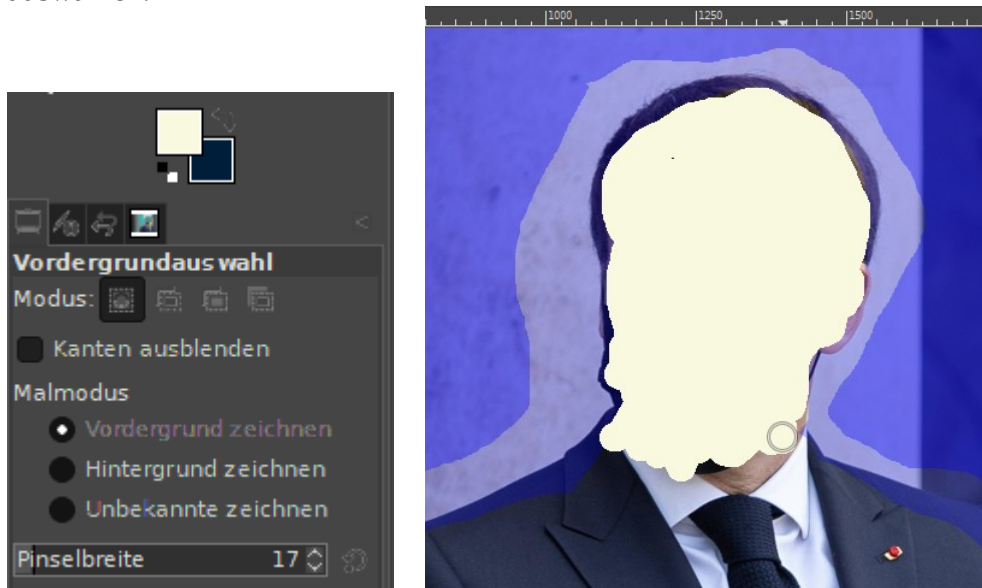 1000 1250 1500
Vordergrundauswahl
Modus:
Kanten ausblenden
Malmodus
Vordergrund zeichnen
Hintergrund zeichnen
Unbekannte zeichnen
Pinselbreite 17